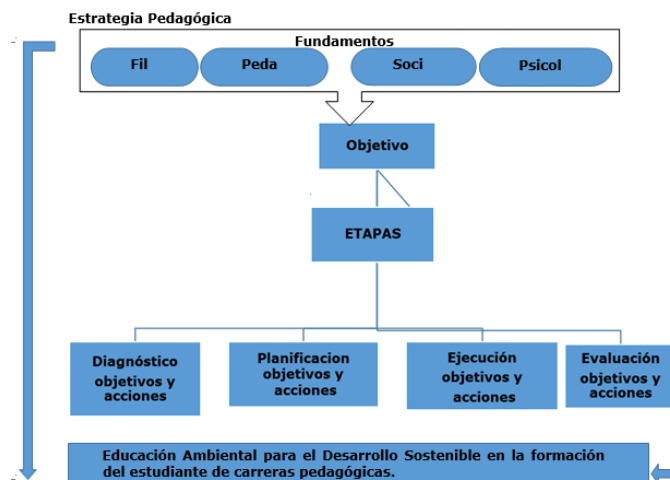 Estrategia Pedagógica
Fundamentos
Fil
Peda
Soci
Psicol
Objetivo
ETAPAS
Diagnóstico
objetivos y
acciones
Planificacion
objetivos y
acciones
Ejecución
objetivos y
acciones
Evaluación
objetivos y
acciones
Educación Ambiental para el Desarrollo Sostenible en la formación
del estudiante de carreras pedagógicas.